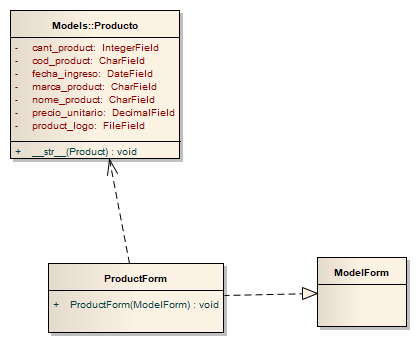 Models::Producto
- cant_product: IntegerField
- cod_product: CharField
- fecha_ingreso: DateField
- marca_product: CharField
- nome_product: CharField
- precio_unitario: DecimalField
- product_logo: FileField
+ __str__(Product) : void
ProductForm
+ ProductForm(ModelForm) : void
ModelForm